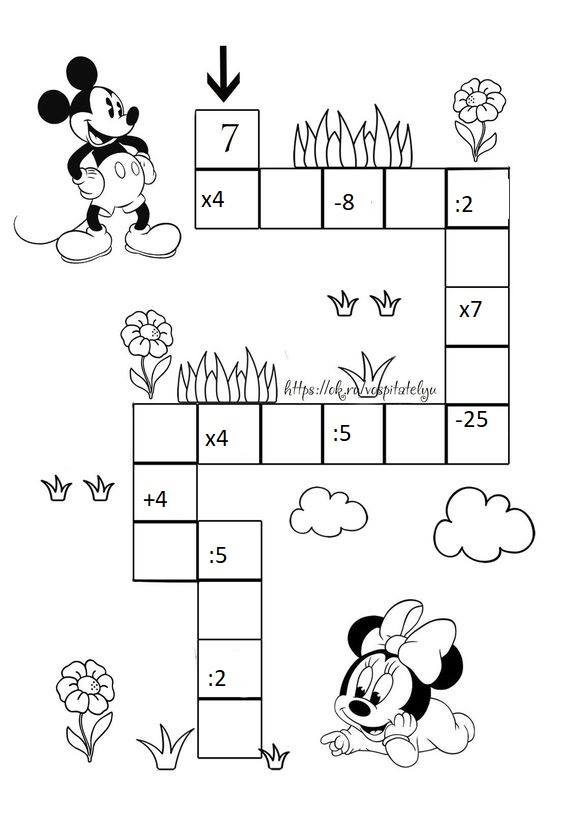 7
x4 -8 :2
x7
https://ok.ru/vospitatelyu
x4 :5 -25
+4
:5
:2